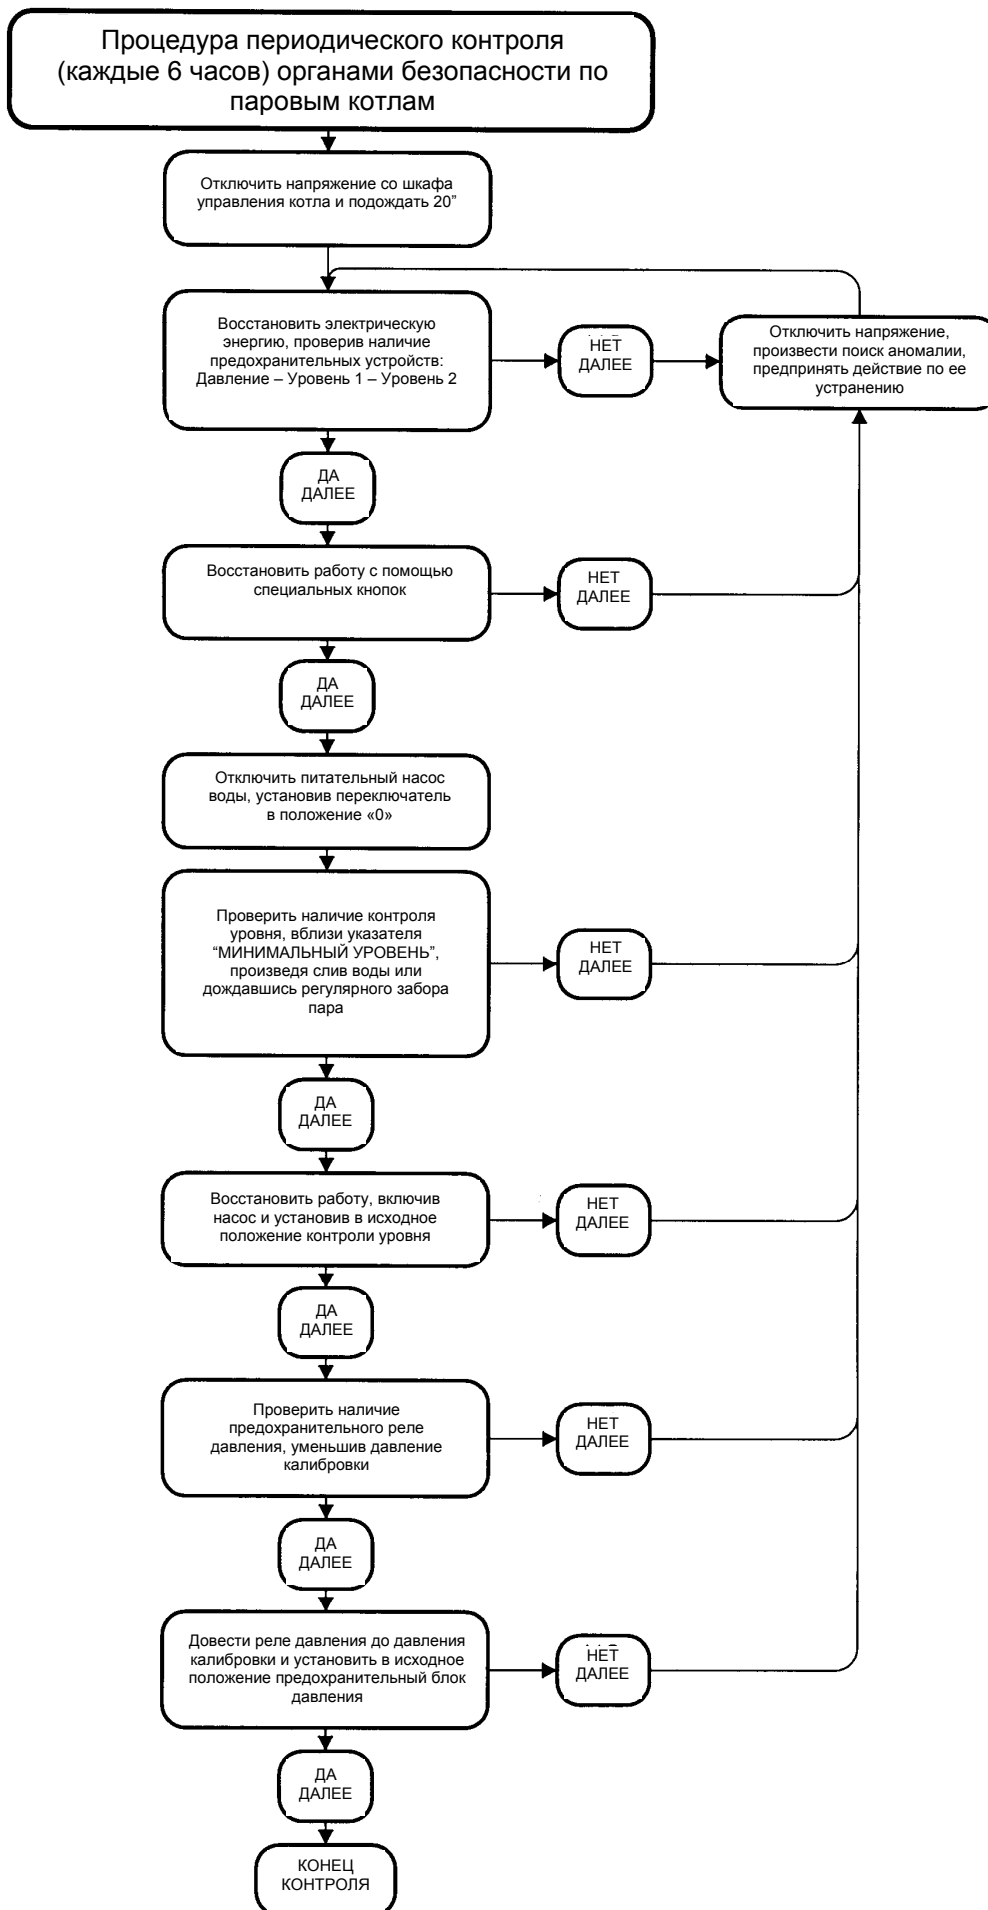 Процедура периодического контроля
(каждые 6 часов) органами безопасности по
паровым котлам
Отключить напряжение со шкафа
управления котла и подождать 20”
Восстановить электрическую
энергию, проверив наличие
предохранительных устройств:
Давление – Уровень 1 – Уровень 2
НЕТ
ДАЛЕЕ
Отключить напряжение,
произвести поиск аномалии,
предпринять действие по ее
устранению
ДА
ДАЛЕЕ
Восстановить работу с помощью
специальных кнопок
НЕТ
ДАЛЕЕ
ДА
ДАЛЕЕ
Отключить питательный насос
воды, установив переключатель
в положение «0»
Проверить наличие контроля
уровня, вблизи указателя
“МИНИМАЛЬНЫЙ УРОВЕНЬ”,
произведя слив воды или
дождавшись регулярного забора
пара
НЕТ
ДАЛЕЕ
ДА
ДАЛЕЕ
Восстановить работу, включив
насос и установив в исходное
положение контроли уровня
НЕТ
ДАЛЕЕ
ДА
ДАЛЕЕ
Проверить наличие
предохранительного реле
давления, уменьшив давление
калибровки
НЕТ
ДАЛЕЕ
ДА
ДАЛЕЕ
Довести реле давления до давления
калибровки и установить в исходное
положение предохранительный блок
давления
НЕТ
ДАЛЕЕ
ДА
ДАЛЕЕ
КОНЕЦ
КОНТРОЛЯ